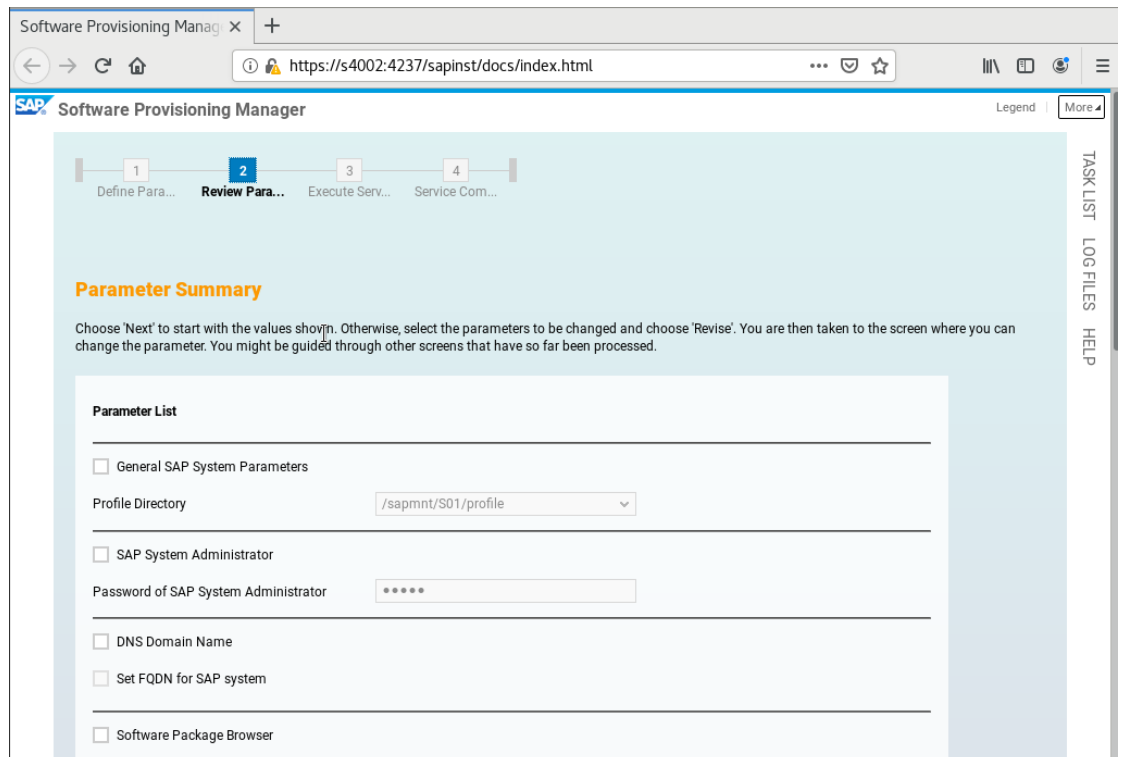 Software Provisioning Manag
https://s4002:4237/sapinst/docs/index.html
SAP Software Provisioning Manager
Legend
More
1
2
3
4
Define Para...
Review Para...
Execute Serv...
Service Com...
TASK LIST
LOG FILES
HELP
Parameter Summary
Choose 'Next' to start with the values shown. Otherwise, select the parameters to be changed and choose 'Revise'. You are then taken to the screen where you can
change the parameter. You might be guided through other screens that have so far been processed.
Parameter List
General SAP System Parameters
Profile Directory
/sapmnt/S01/profile
SAP System Administrator
Password of SAP System Administrator
•••••
DNS Domain Name
Set FQDN for SAP system
Software Package Browser